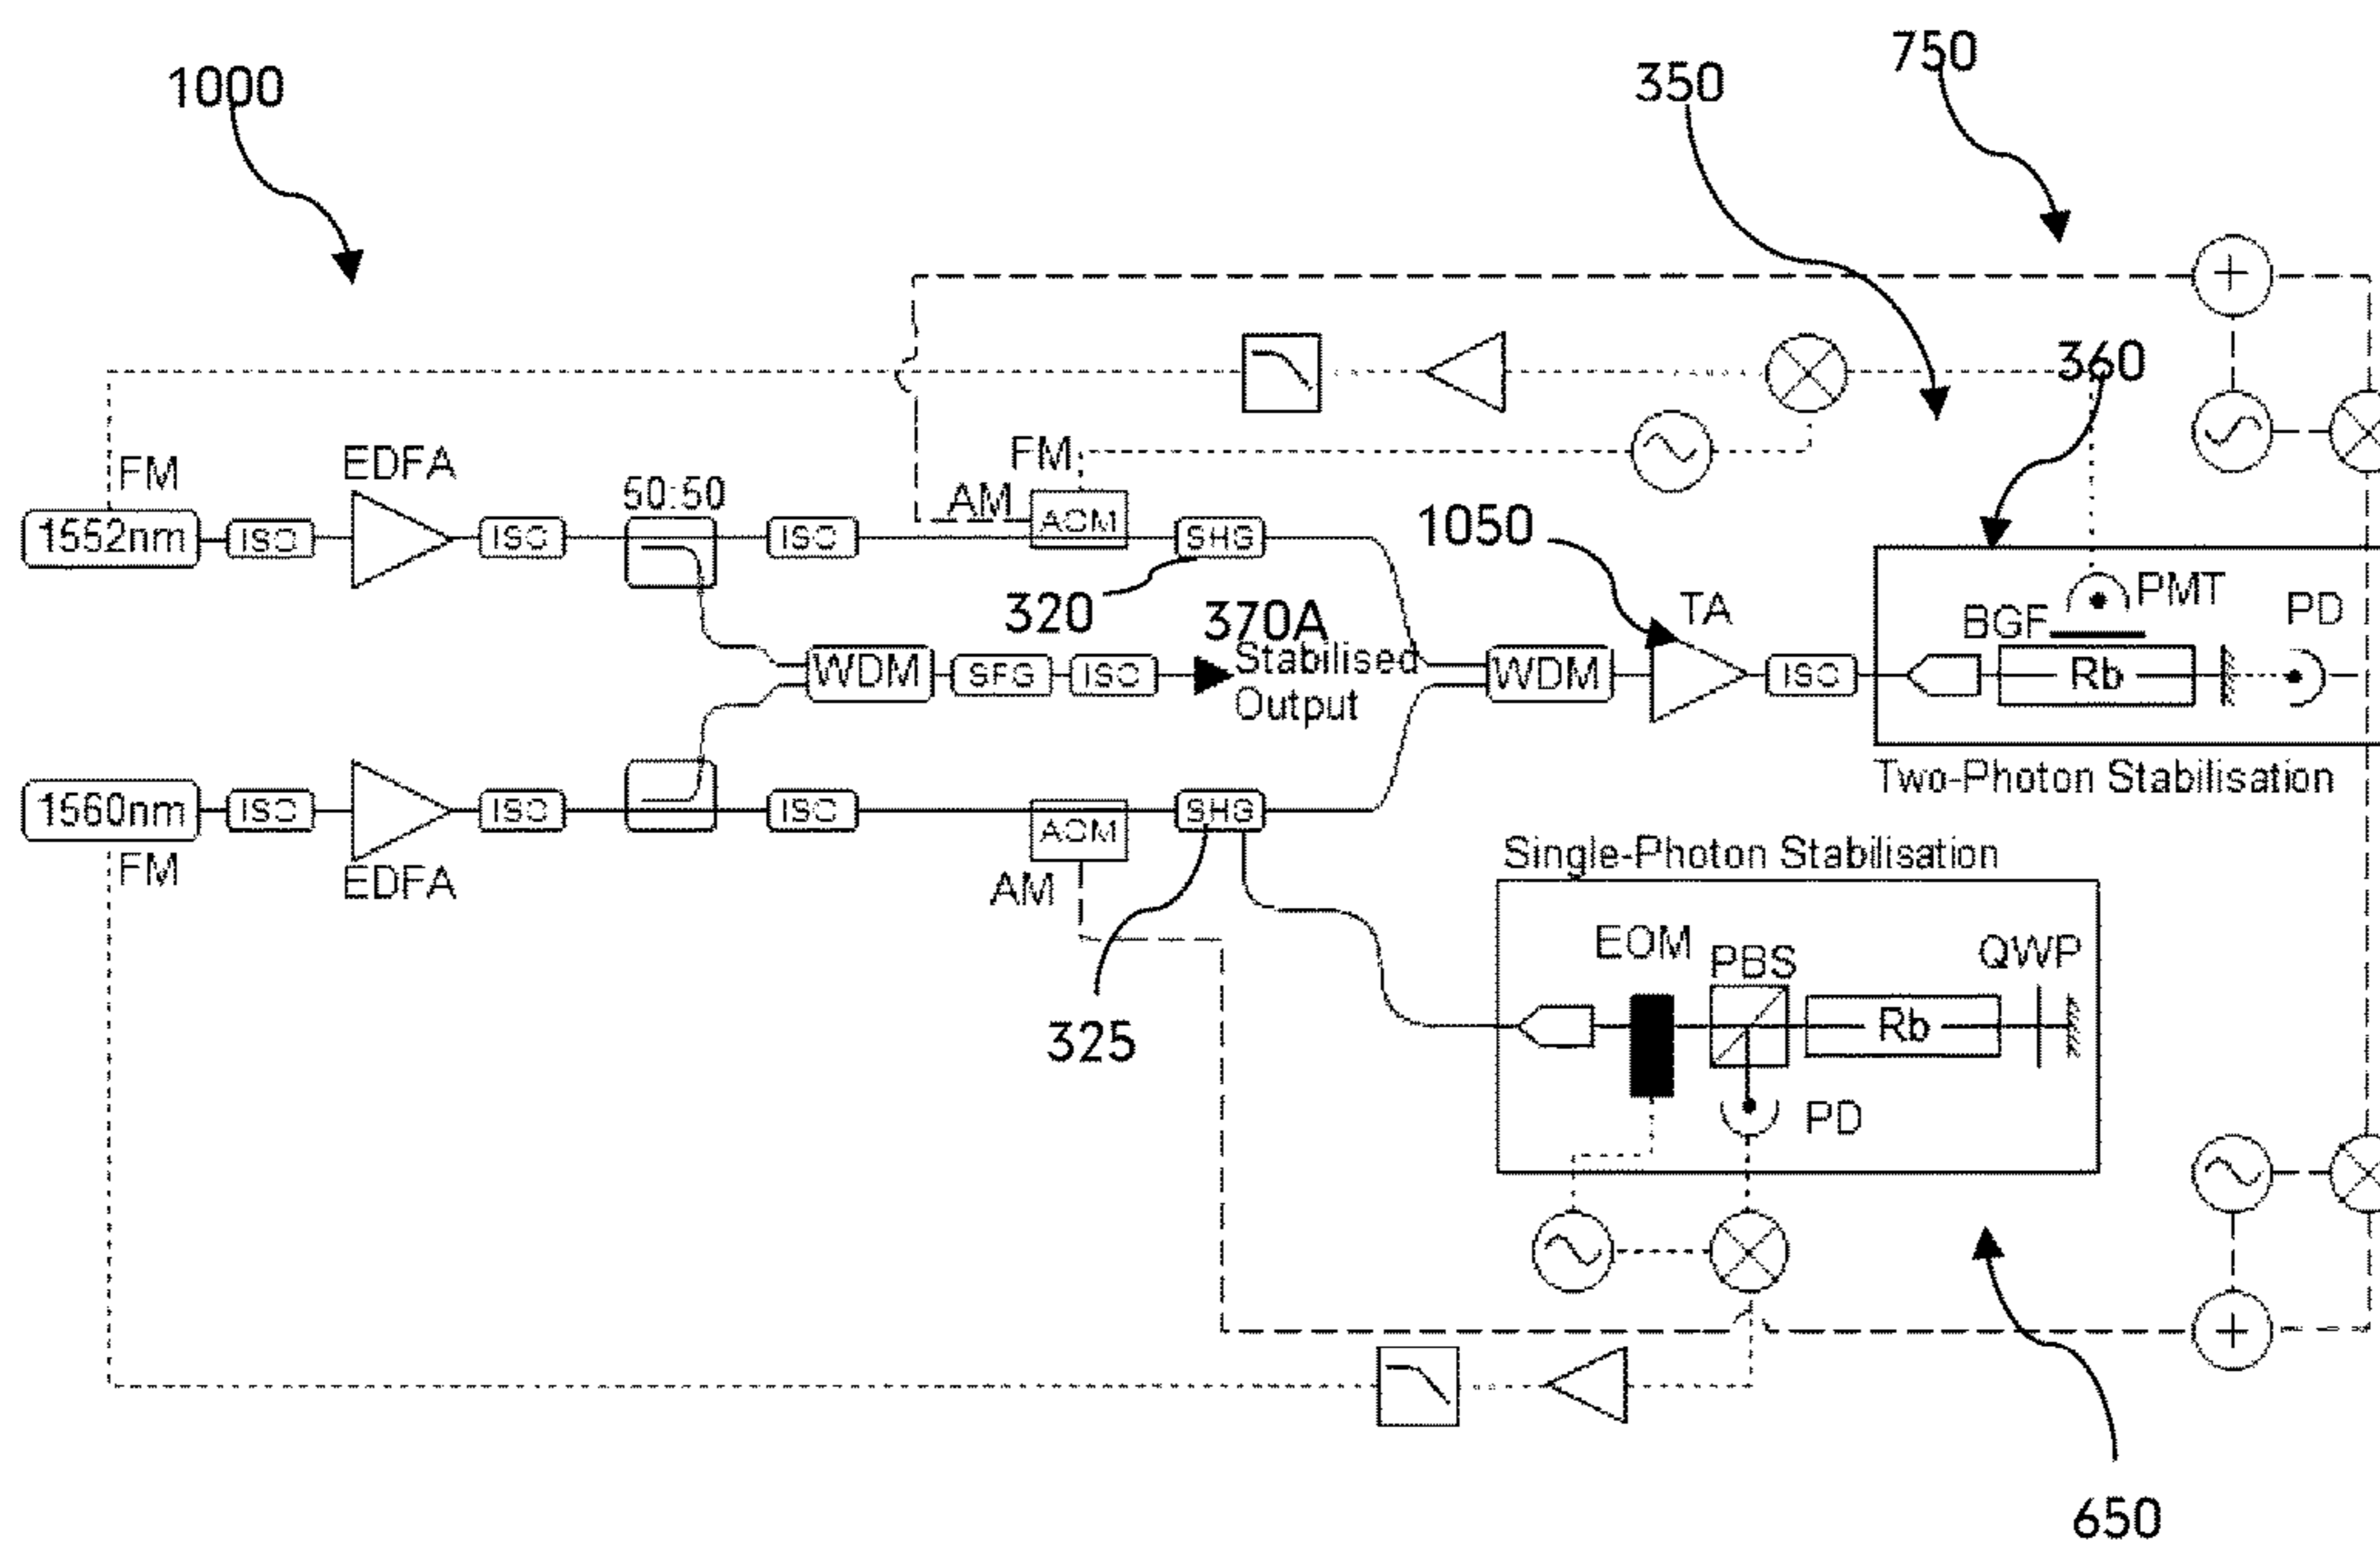 1000
350
750
360
FM
EDFA
50:50
FM
AM
1552nm
ISO
ISO
ISO
AOM
SHG
1050
320
370A
TA
BGF
PMT
PD
WDM
SFG
ISO
Stabilised
Output
WDM
ISO
Rb
Two-Photon Stabilisation
1560nm
ISO
ISO
ISO
AOM
SHG
FM
EDFA
AM
325
Single-Photon Stabilisation
EOM
PBS
QWP
Rb
PD
650